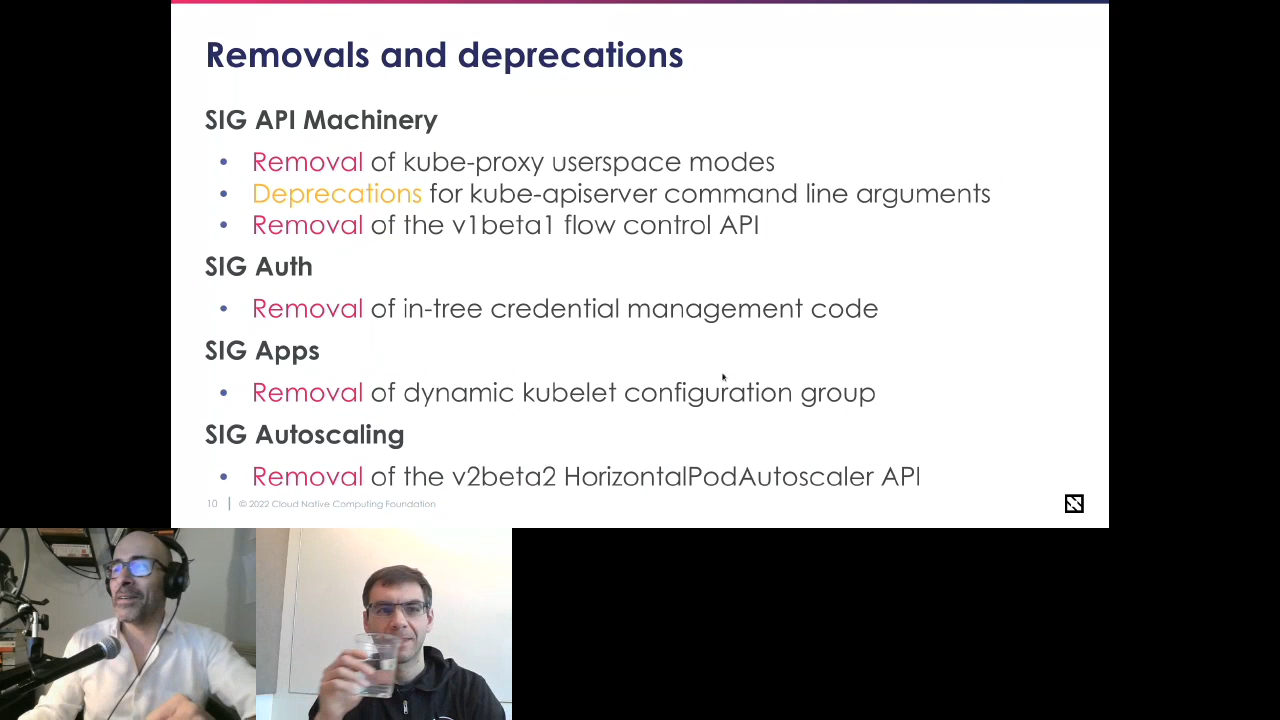 Removals and deprecations
SIG API Machinery
• Removal of kube-proxy userspace modes
• Deprecations for kube-apiserver command line arguments
• Removal of the v1beta1 flow control API
SIG Auth
• Removal of in-tree credential management code
SIG Apps
• Removal of dynamic kubelet configuration group
SIG Autoscaling
• Removal of the v2beta2 HorizontalPodAutoscaler API
10 | © 2022 Cloud Native Computing Foundation